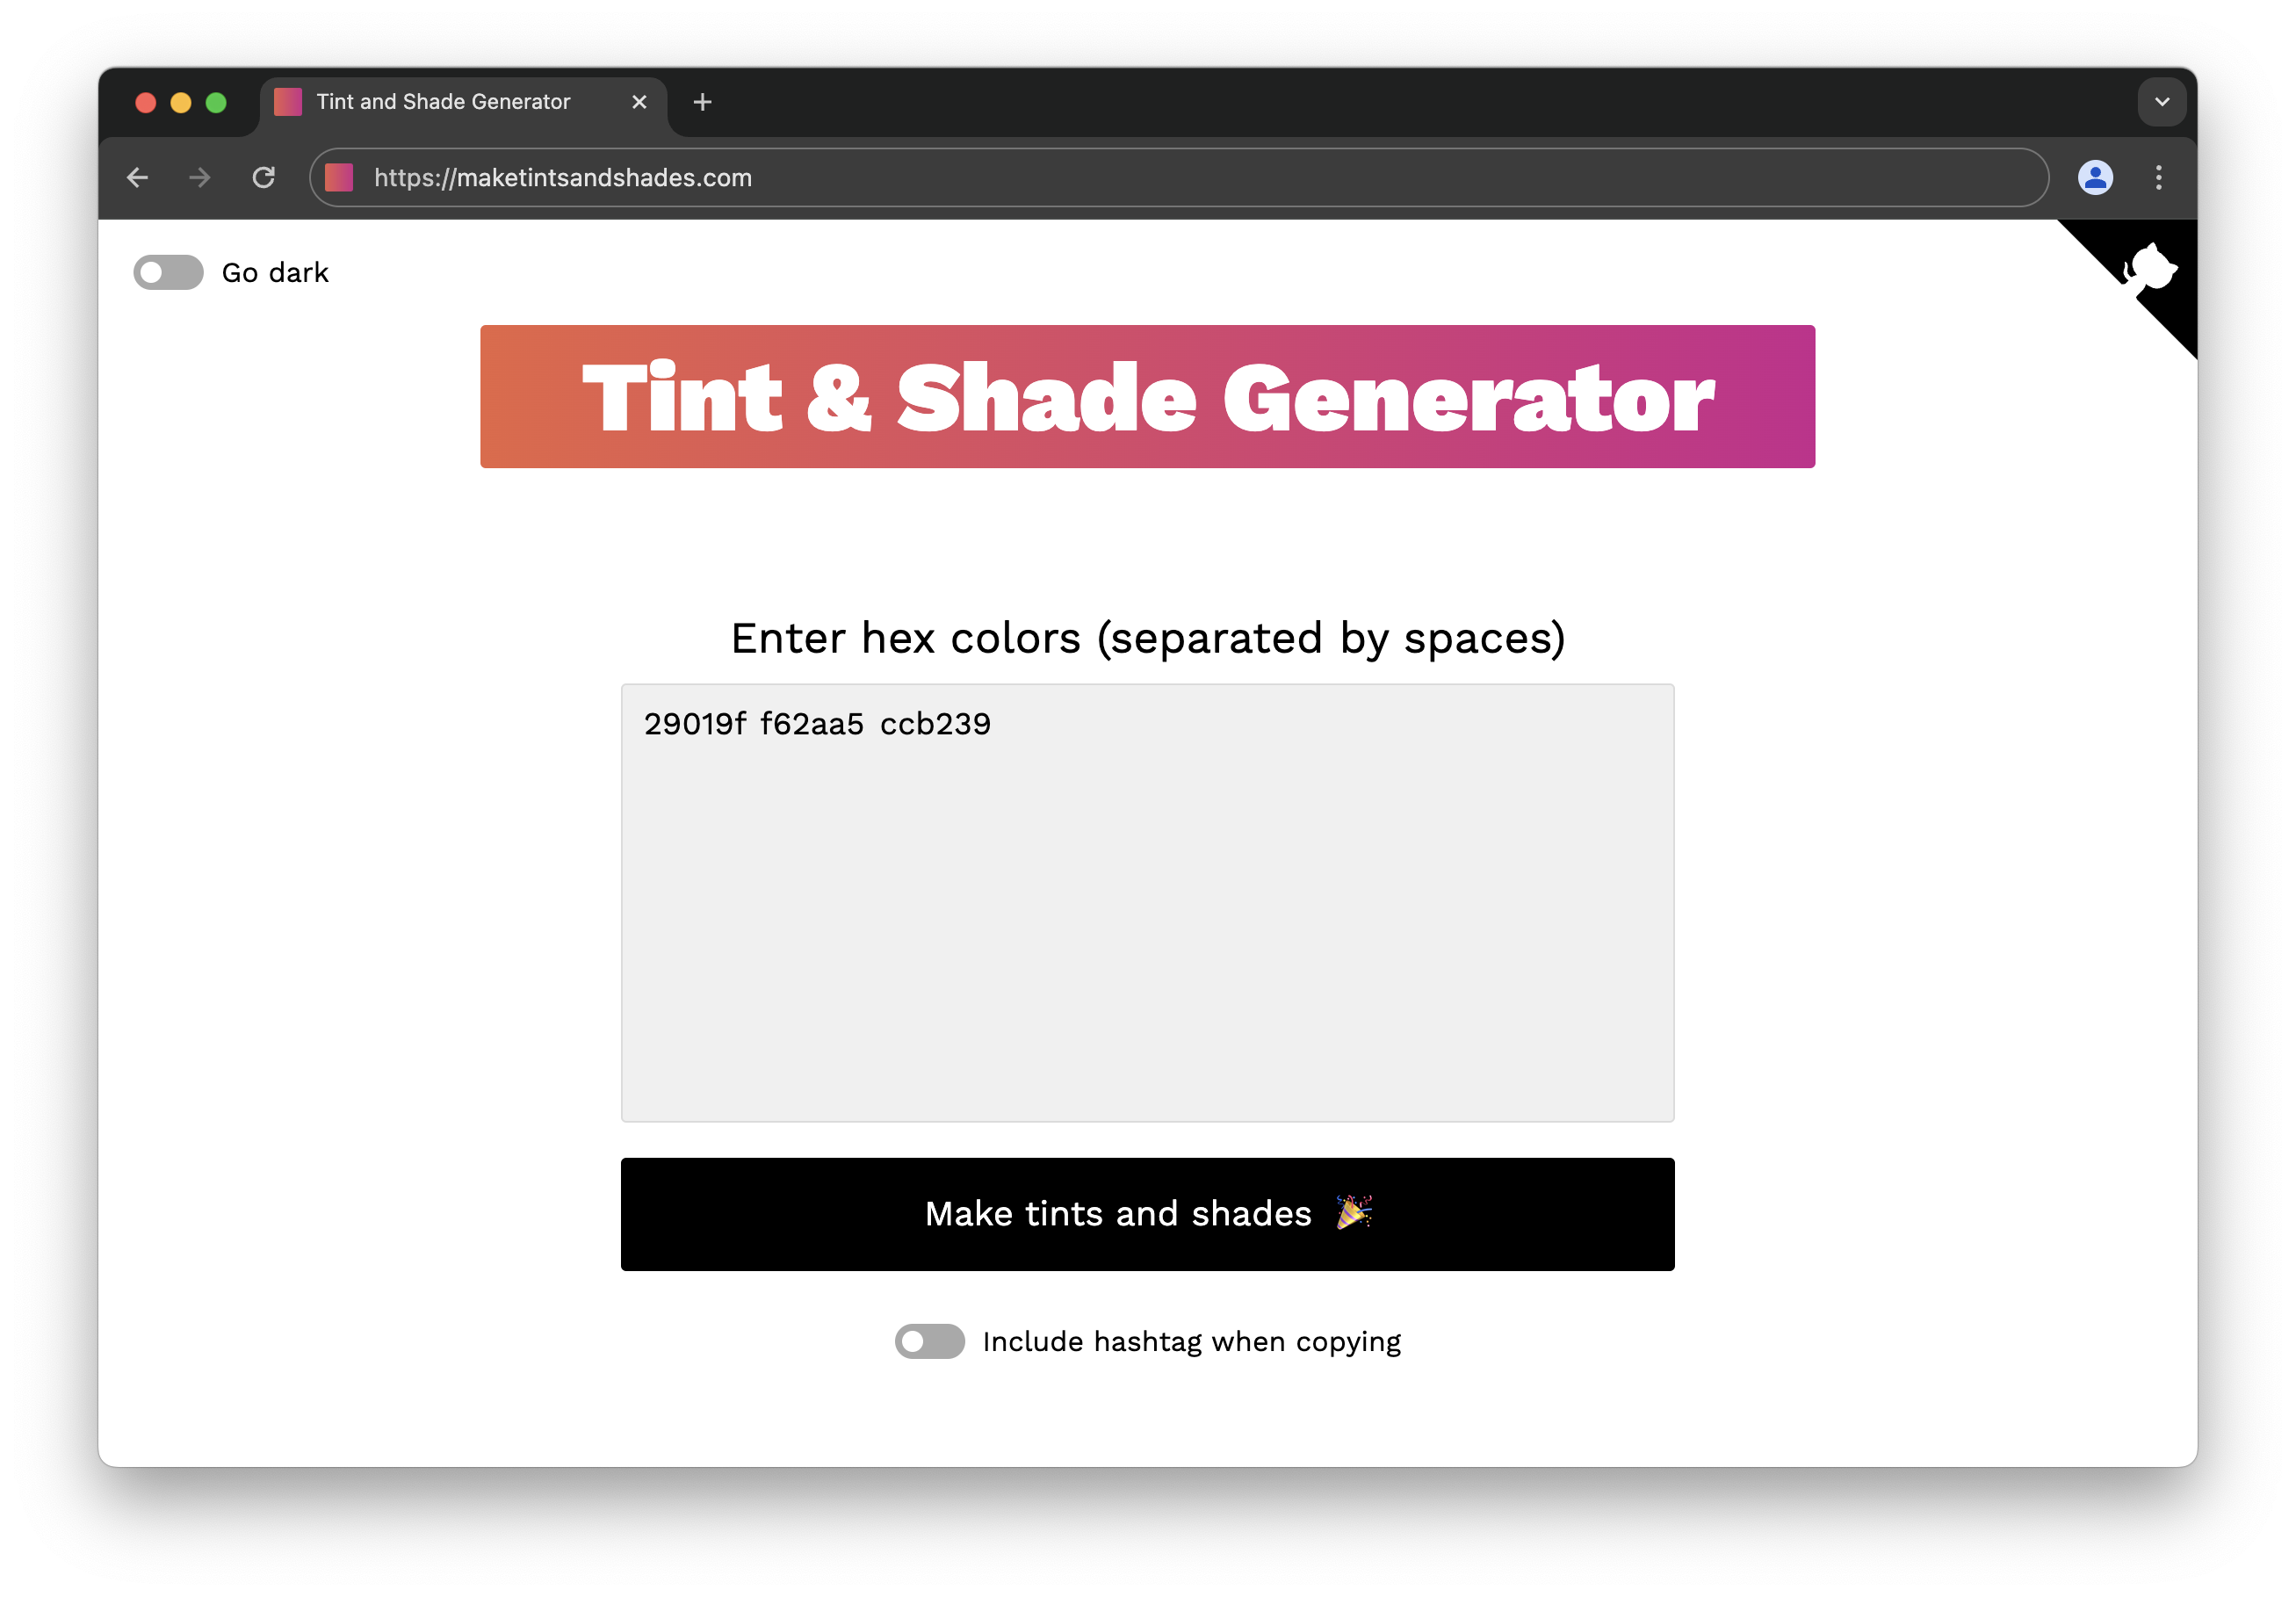 Tint and Shade Generator
https://maketintsandshades.com
Go dark
Tint & Shade Generator
Enter hex colors (separated by spaces)
29019f f62aa5 ccb239
Make tints and shades 🎉
Include hashtag when copying